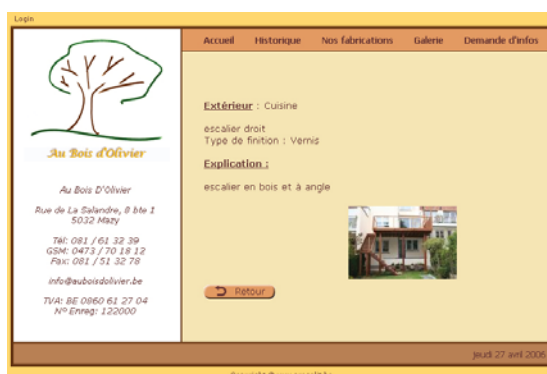 Login
Accueil Historique Nos fabrications Galerie Demande d'infos
Au Bois d'Olivier
Au Bois D'Olivier
Rue de La Salandre, 8 bte 1
5032 Mazy
Tél: 081 / 61 32 39
GSM: 0473 / 70 18 12
Fax: 081 / 51 32 78
info@auboisdolivier.be
TVA: BE 0860 61 27 04
N° Enreg: 122000
Extérieur : Cuisine
escalier droit
Type de finition : Vernis
Explication :
escalier en bois et à angle
Retour
jeudi 27 avril 2006